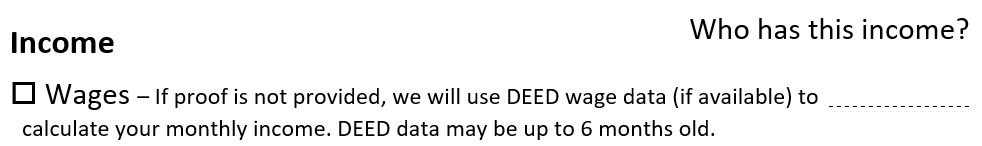 Who has this income?
Income
☐ Wages – If proof is not provided, we will use DEED wage data (if available) to
calculate your monthly income. DEED data may be up to 6 months old.